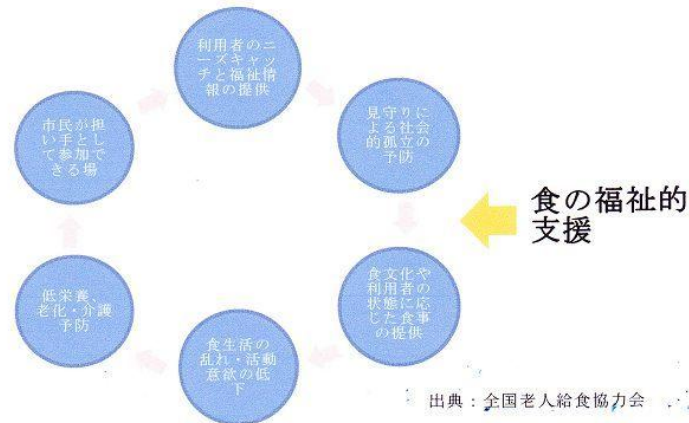 利用者のニ
ーズキャッ
チと福祉情
報の提供
見守りに
よる社会
的孤立の
予防
食文化や
利用者の
状態に応
じた食事
の提供
食生活の
乱れ・活動
意欲の低
下
低栄養、
老化・介護
予防
市民が担
い手とし
て参加で
きる場
食の福祉的
支援
出典：全国老人給食協力会